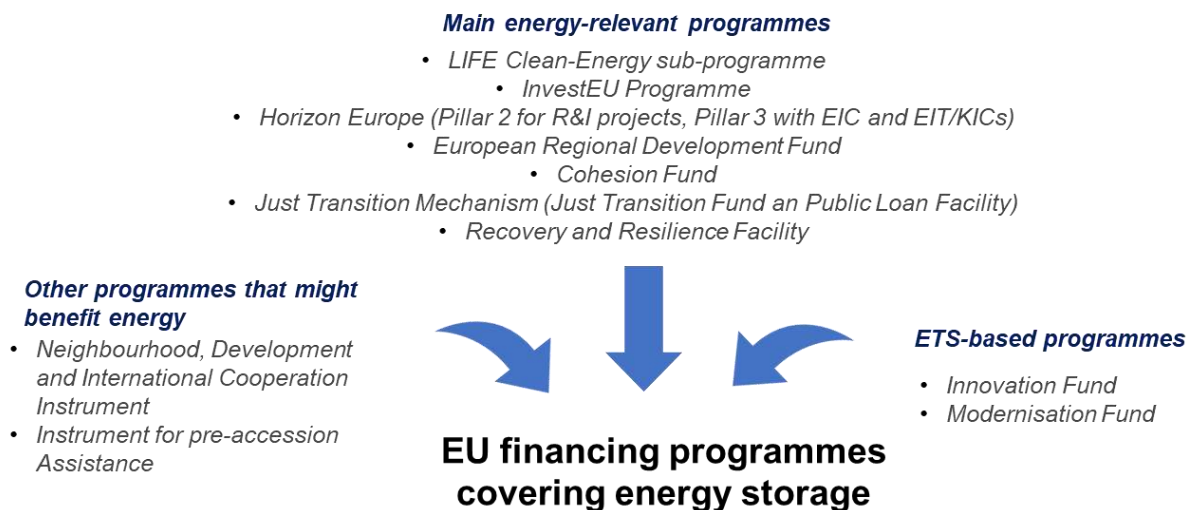 Main energy-relevant programmes
• LIFE Clean-Energy sub-programme
• InvestEU Programme
• Horizon Europe (Pillar 2 for R&I projects, Pillar 3 with EIC and EIT/KICs)
• European Regional Development Fund
• Cohesion Fund
• Just Transition Mechanism (Just Transition Fund an Public Loan Facility)
• Recovery and Resilience Facility
Other programmes that might
benefit energy
• Neighbourhood, Development
and International Cooperation
Instrument
• Instrument for pre-accession
Assistance
ETS-based programmes
• Innovation Fund
• Modernisation Fund
EU financing programmes
covering energy storage